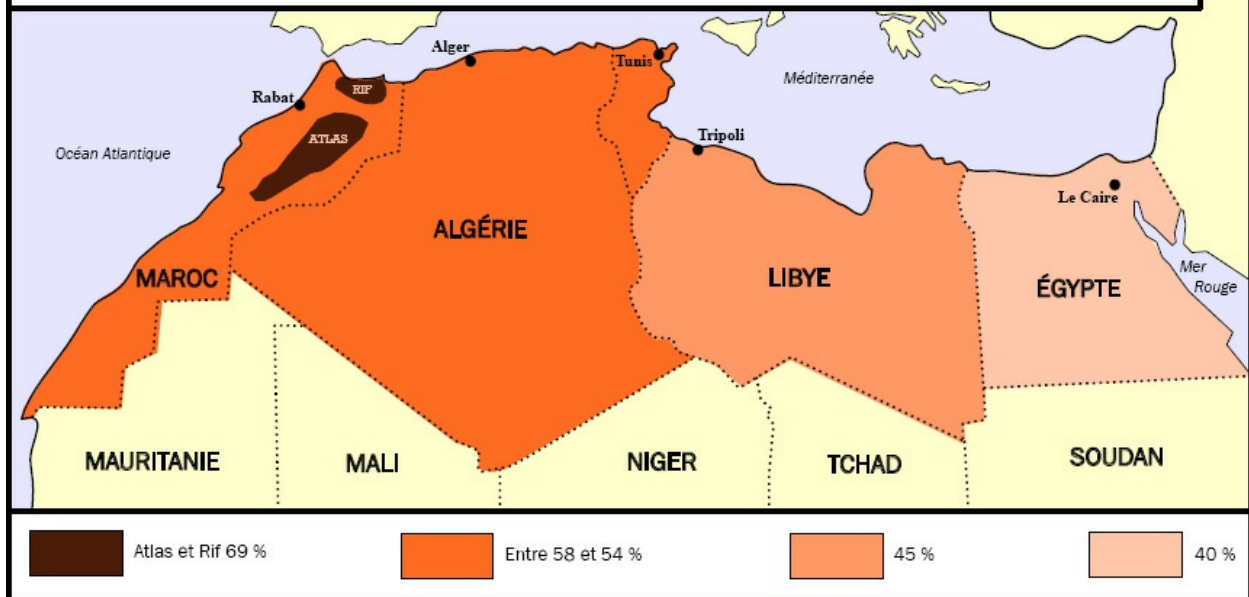 Alger
Tunis
Méditerranée
Rabat
RIF
Tripoli
ATLAS
Océan Atlantique
Le Caire
ALGÉRIE
MAROC
LIBYE
ÉGYPTE
Mer
Rouge
MAURITANIE
MALI
NIGER
TCHAD
SOUDAN
Atlas et Rif 69 %
Entre 58 et 54 %
45 %
40 %